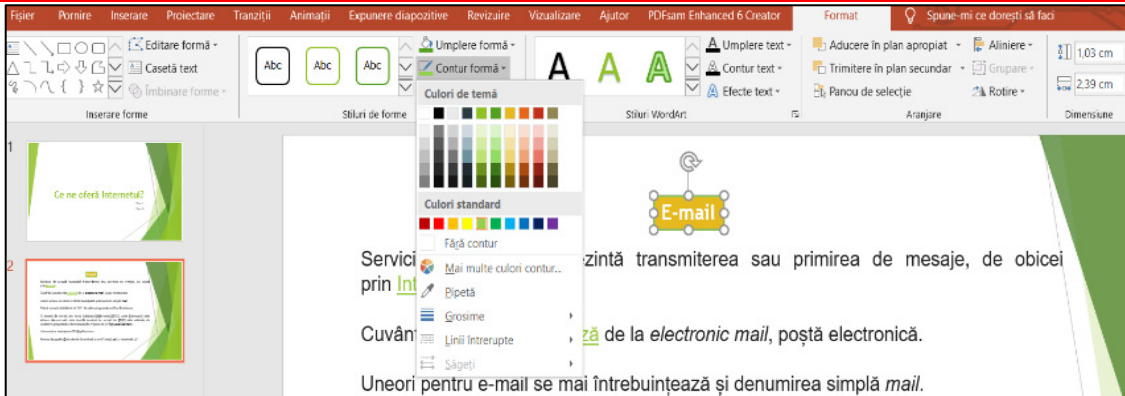 Fișier Pornire Inserare Proiectare Tranziții Animații Expunere diapozitive Revizuire Vizualizare Ajutor PDFsam Enhanced 6 Creator Format Spune-mi ce dorești să faci
Editare formă
Casetă text
Îmbinare forme
Inserare forme
Abc Abc Abc
Umplere formă
Contur formă
Stiluri de forme
A A A
Umplere text
Contur text
Efecte text
Stiluri WordArt
Aducere în plan apropiat
Trimitere în plan secundar
Panou de selecție
Aliniere
Grupare
Rotire
Aranjare
1,03 cm
2,39 cm
Dimensiune
Culori de temă
Culori standard
Fără contur
Mai multe culori contur...
Pipetă
Grosime
Linii întrerupte
Săgeți
1
Ce ne oferă Internetul?
2
E-mail
Servici zintă transmiterea sau primirea de mesaje, de obicei
prin Int
Cuvân ză de la electronic mail, poștă electronică.
Uneori pentru e-mail se mai întrebuințează și denumirea simplă mail.